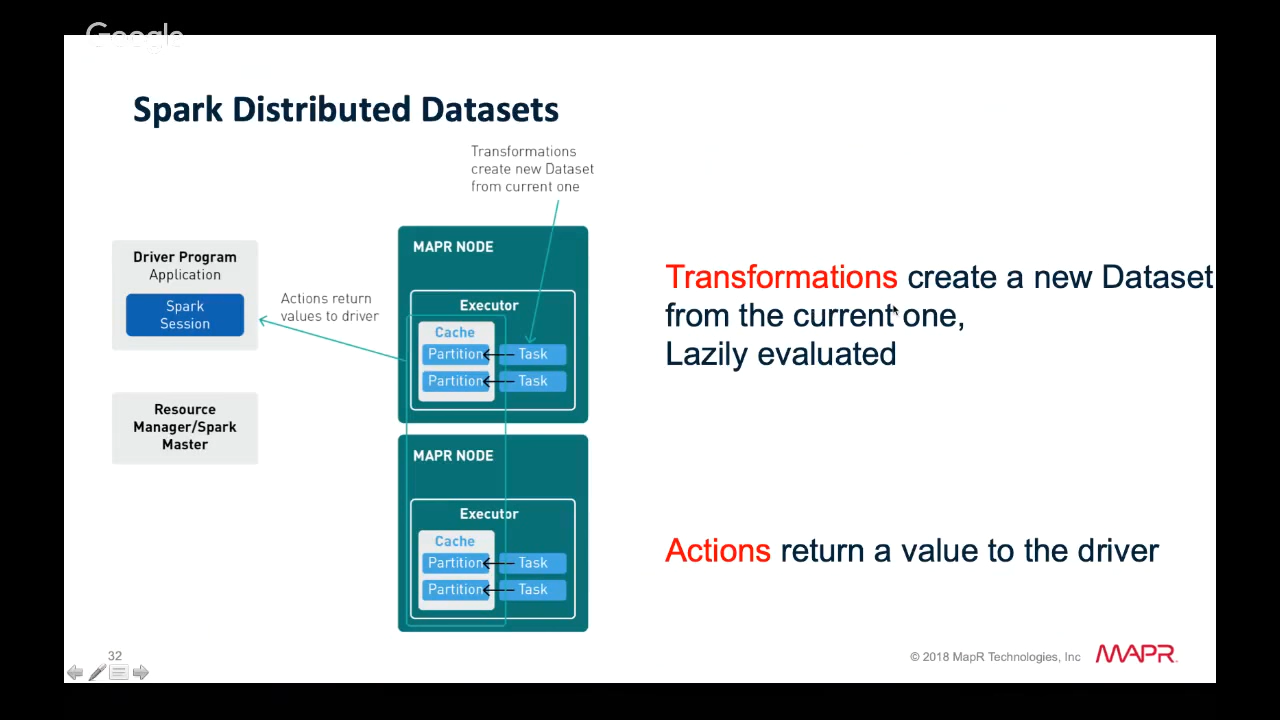 Google
Spark Distributed Datasets
Transformations
create new Dataset
from current one
Driver Program
Application
Spark
Session
Actions return
values to driver
Resource
Manager/Spark
Master
MAPR NODE
Executor
Cache
Partition
Task
Partition
Task
MAPR NODE
Executor
Cache
Partition
Task
Partition
Task
Transformations create a new Dataset
from the current one,
Lazily evaluated
Actions return a value to the driver
32
© 2018 MapR Technologies, Inc
MAPR